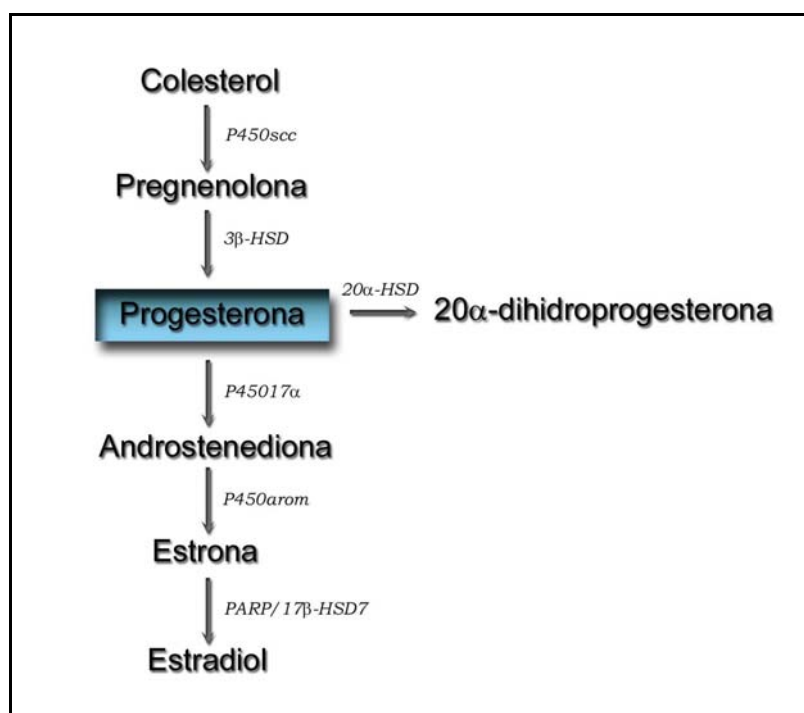 Colesterol
P450scc
Pregnenolona
3β-HSD
Progesterona
20α-HSD
20α-dihidroprogesterona
P45017α
Androstenediona
P450arom
Estrona
PARP/17β-HSD7
Estradiol